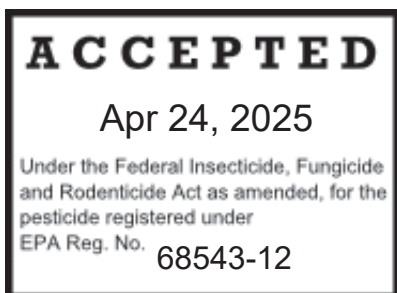 ACCEPTED
Apr 24, 2025
Under the Federal Insecticide, Fungicide
and Rodenticide Act as amended, for the
pesticide registered under
EPA Reg. No. 68543-12